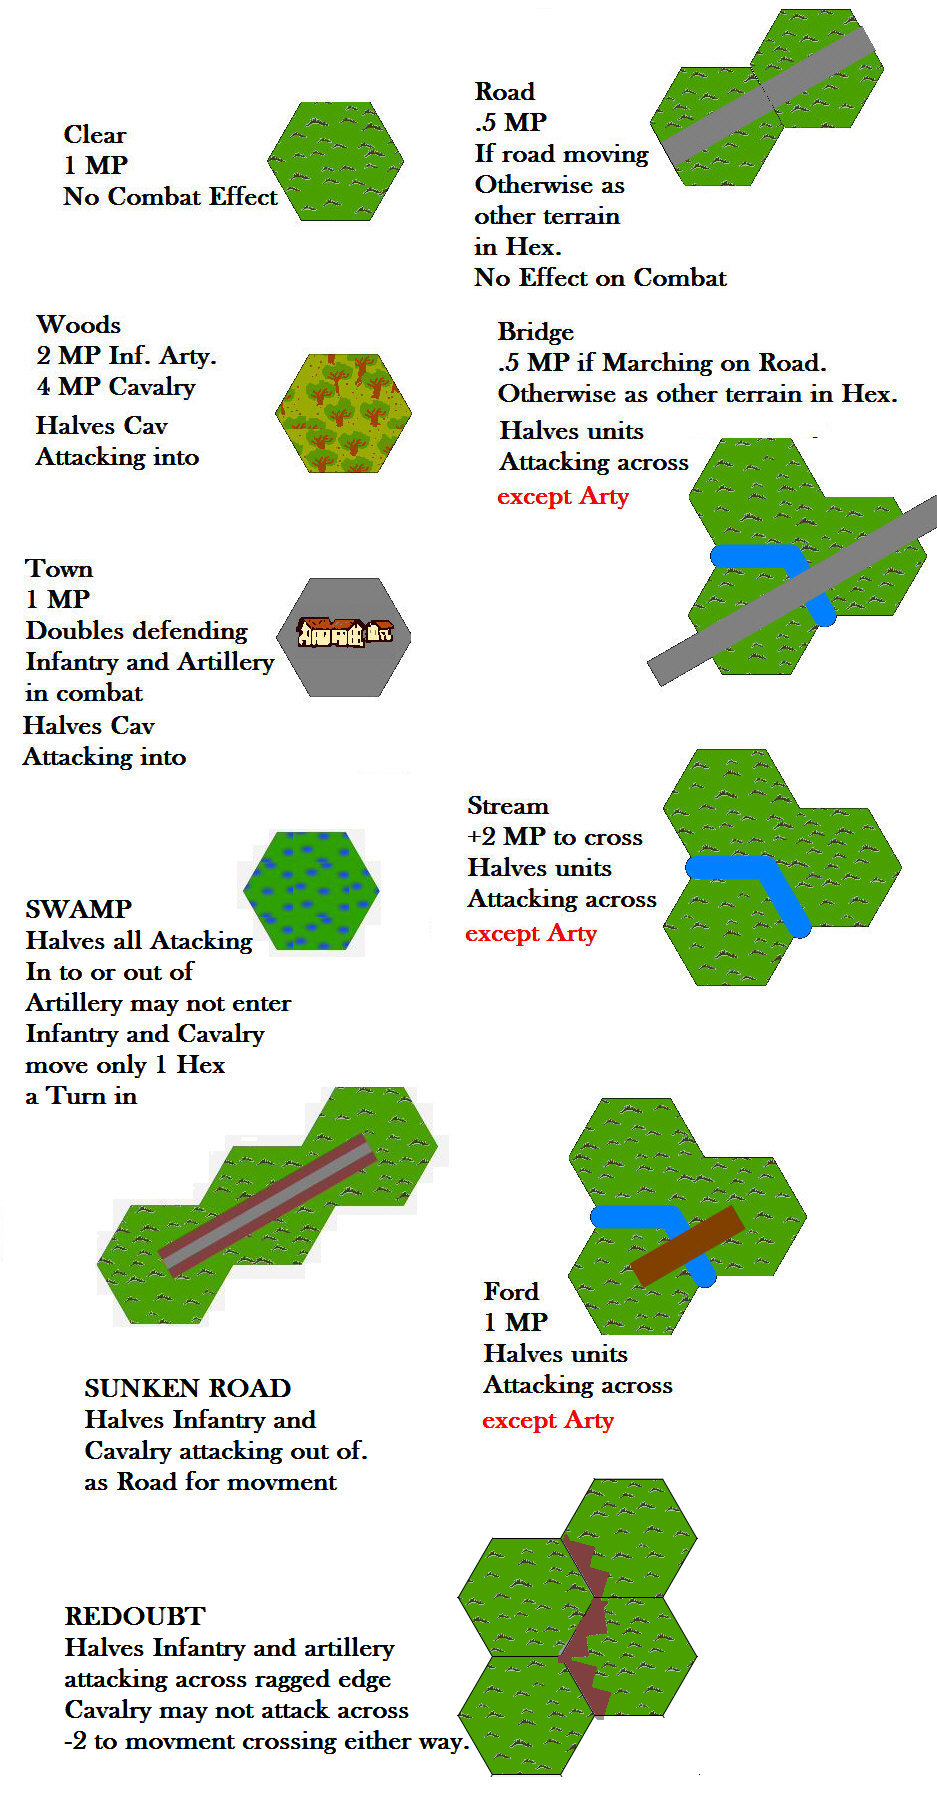 Clear
1 MP
No Combat Effect
Road
.5 MP
If road moving
Otherwise as
other terrain
in Hex.
No Effect on Combat
Woods
2 MP Inf. Arty.
4 MP Cavalry
Halves Cav
Attacking into
Bridge
.5 MP if Marching on Road.
Otherwise as other terrain in Hex.
Halves units
Attacking across
except Arty
Town
1 MP
Doubles defending
Infantry and Artillery
in combat
Halves Cav
Attacking into
Stream
+2 MP to cross
Halves units
Attacking across
except Arty
SWAMP
Halves all Atacking
In to or out of
Artillery may not enter
Infantry and Cavalry
move only 1 Hex
a Turn in
Ford
1 MP
Halves units
Attacking across
except Arty
SUNKEN ROAD
Halves Infantry and
Cavalry attacking out of.
as Road for movment
REDOUBT
Halves Infantry and artillery
attacking across ragged edge
Cavalry may not attack across
-2 to movment crossing either way.